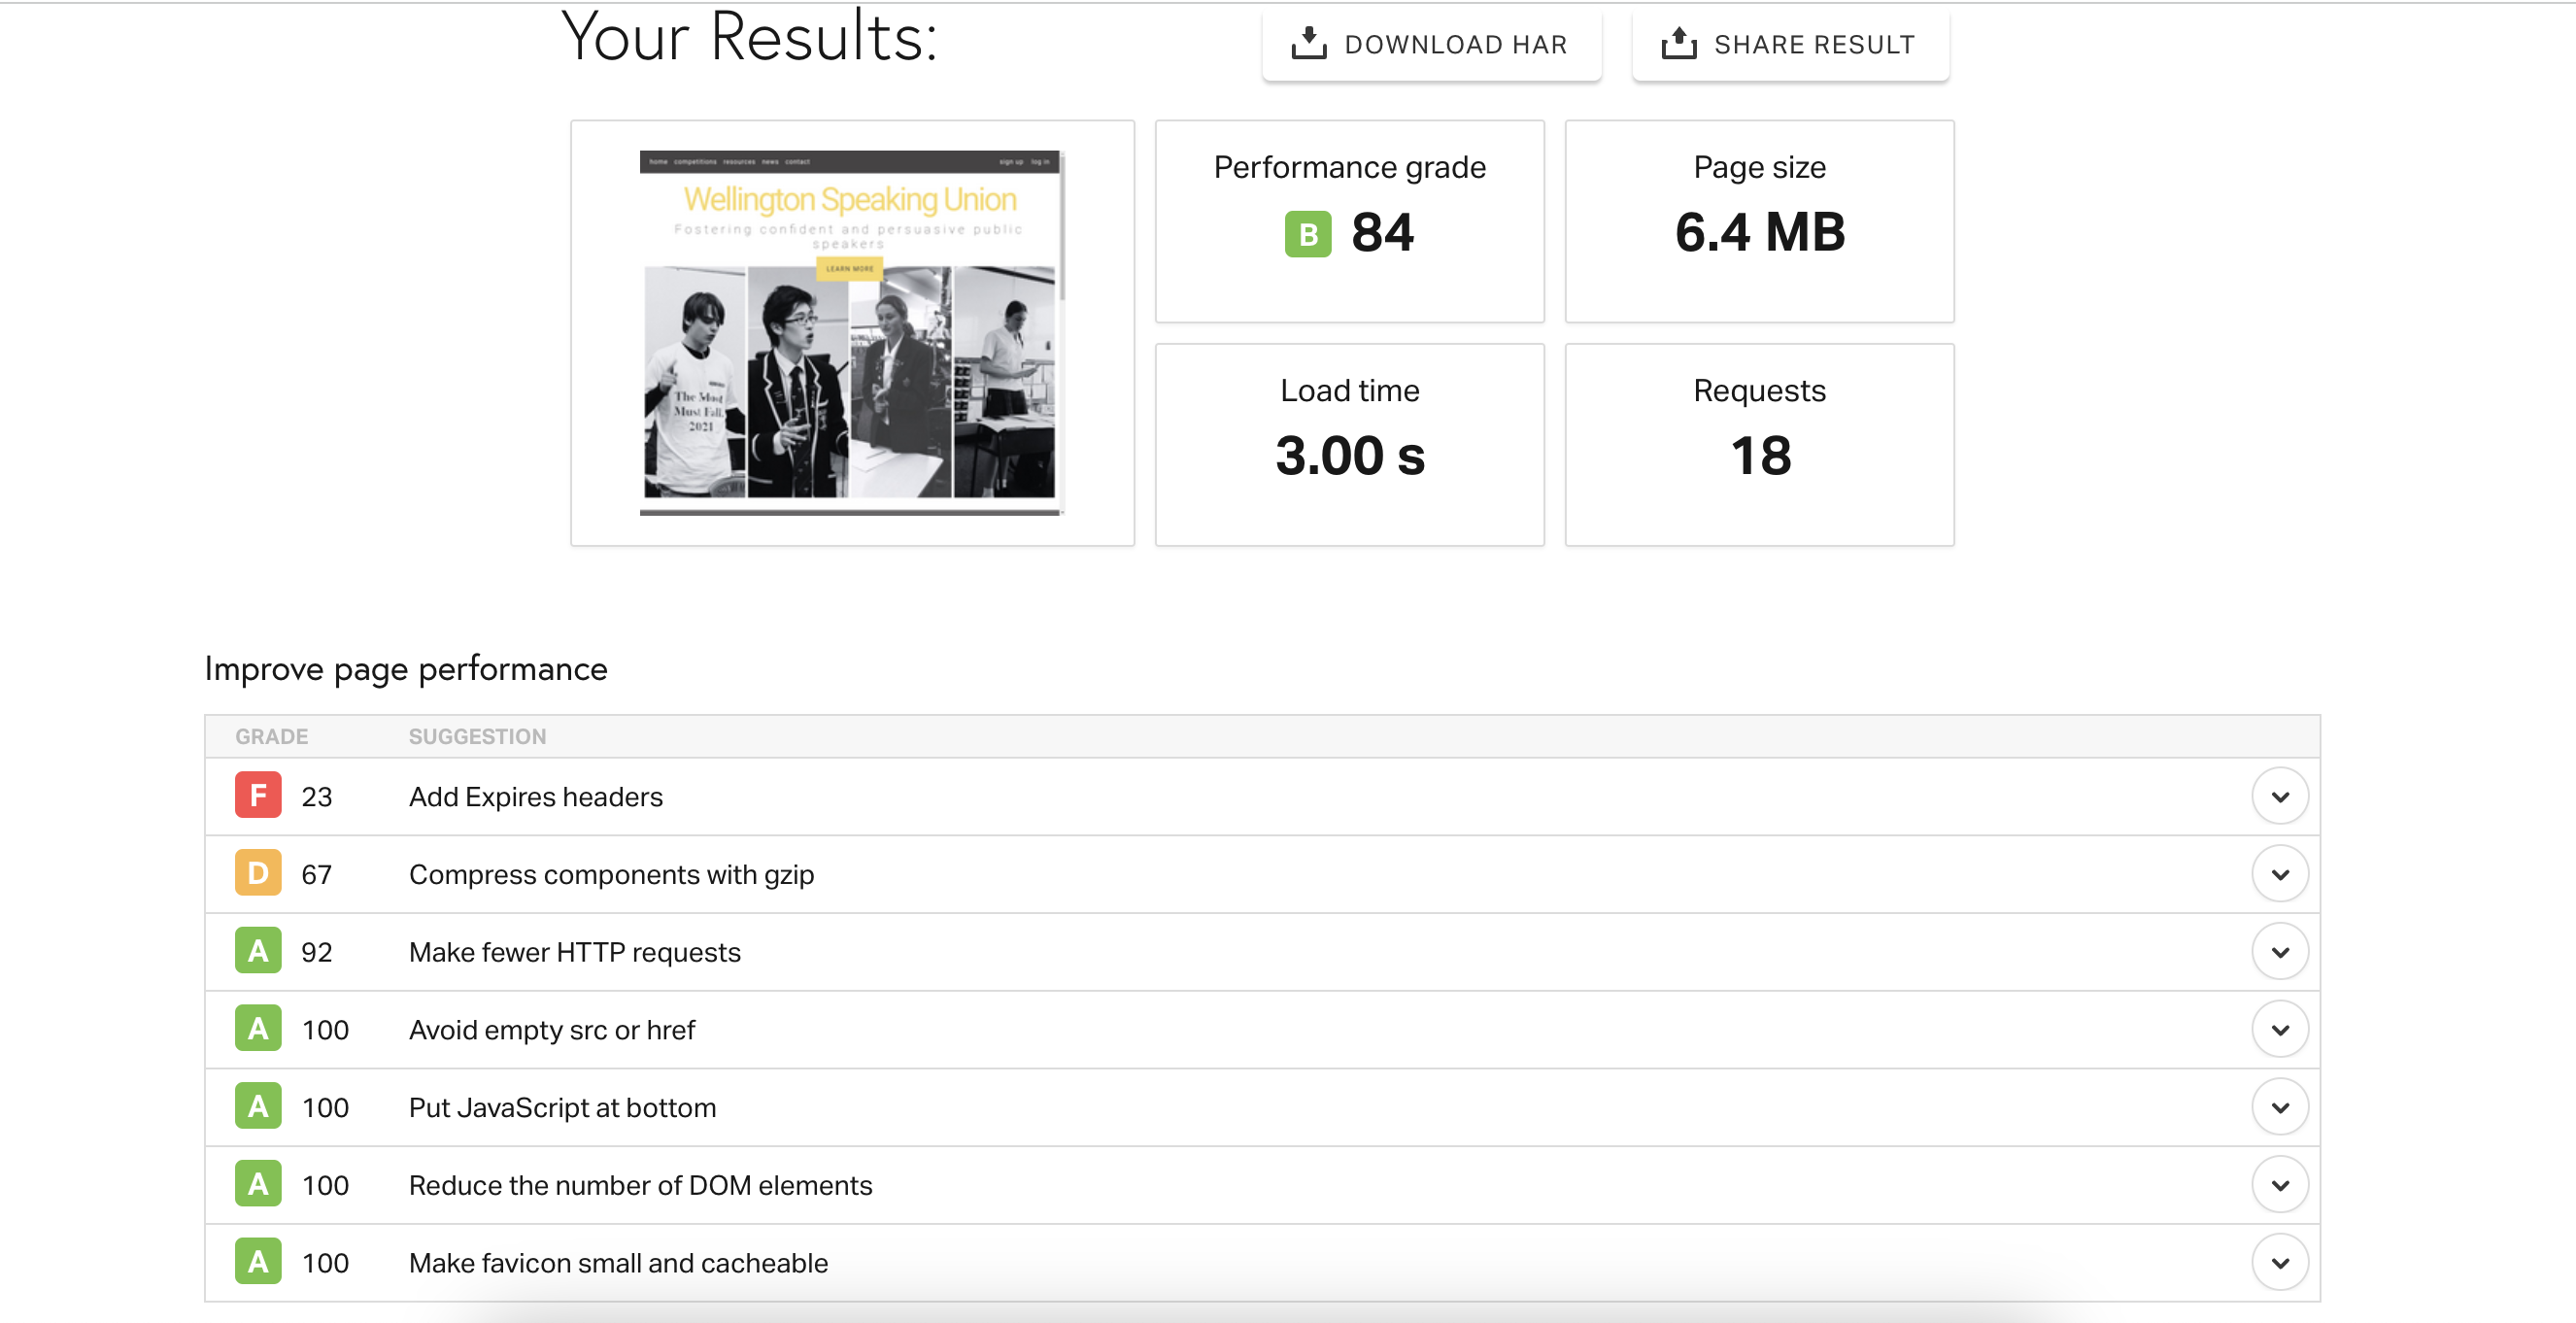 Your Results:
DOWNLOAD HAR
SHARE RESULT
home competitions resources news contact
sign up log in
Wellington Speaking Union
Fostering confident and persuasive public
speakers
LEARN MORE
The Moot
Must Fall.
2021
Performance grade
B 84
Page size
6.4 MB
Load time
3.00 s
Requests
18
Improve page performance
GRADE SUGGESTION
F 23 Add Expires headers
D 67 Compress components with gzip
A 92 Make fewer HTTP requests
A 100 Avoid empty src or href
A 100 Put JavaScript at bottom
A 100 Reduce the number of DOM elements
A 100 Make favicon small and cacheable